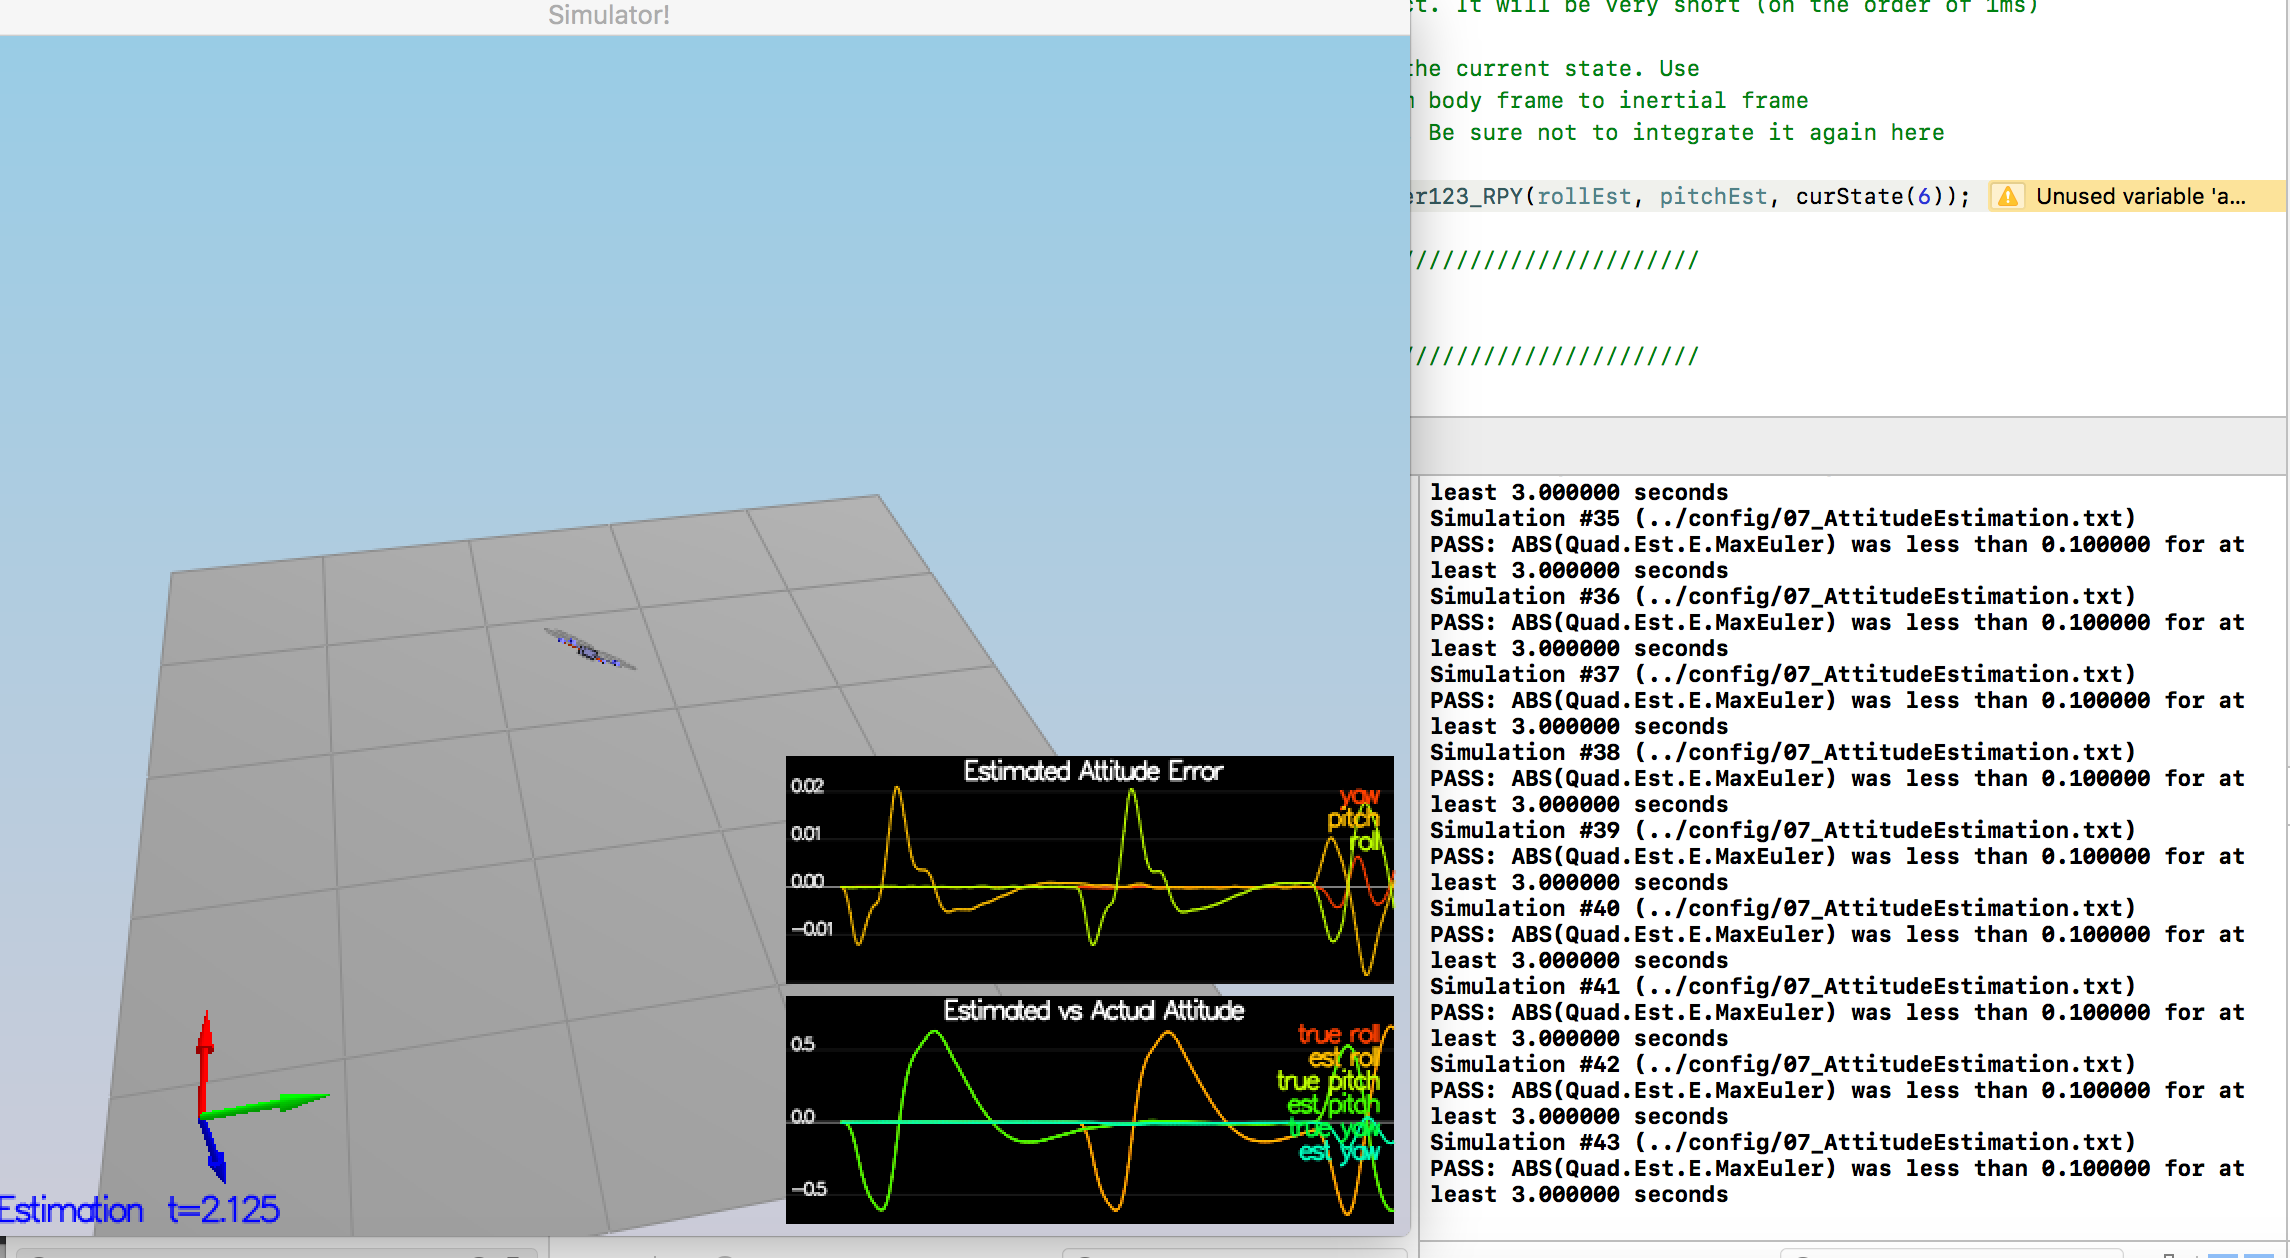 Simulator!
ct. It will be very short (on the order of 1ms)
the current state. Use
body frame to inertial frame
Be sure not to integrate it again here
er123_RPY(rollEst, pitchEst, curState(6)); Unused variable 'a...
/////////////////////
/////////////////////
Estimated Attitude Error
0.02
0.01
0.00
-0.01
yaw
pitch
roll
Estimated vs Actual Attitude
0.5
0.0
-0.5
true roll
est roll
true pitch
est pitch
true yaw
est yaw
Estimation t=2.125
least 3.000000 seconds
Simulation #35 (../config/07_AttitudeEstimation.txt)
PASS: ABS(Quad.Est.E.MaxEuler) was less than 0.100000 for at
least 3.000000 seconds
Simulation #36 (../config/07_AttitudeEstimation.txt)
PASS: ABS(Quad.Est.E.MaxEuler) was less than 0.100000 for at
least 3.000000 seconds
Simulation #37 (../config/07_AttitudeEstimation.txt)
PASS: ABS(Quad.Est.E.MaxEuler) was less than 0.100000 for at
least 3.000000 seconds
Simulation #38 (../config/07_AttitudeEstimation.txt)
PASS: ABS(Quad.Est.E.MaxEuler) was less than 0.100000 for at
least 3.000000 seconds
Simulation #39 (../config/07_AttitudeEstimation.txt)
PASS: ABS(Quad.Est.E.MaxEuler) was less than 0.100000 for at
least 3.000000 seconds
Simulation #40 (../config/07_AttitudeEstimation.txt)
PASS: ABS(Quad.Est.E.MaxEuler) was less than 0.100000 for at
least 3.000000 seconds
Simulation #41 (../config/07_AttitudeEstimation.txt)
PASS: ABS(Quad.Est.E.MaxEuler) was less than 0.100000 for at
least 3.000000 seconds
Simulation #42 (../config/07_AttitudeEstimation.txt)
PASS: ABS(Quad.Est.E.MaxEuler) was less than 0.100000 for at
least 3.000000 seconds
Simulation #43 (../config/07_AttitudeEstimation.txt)
PASS: ABS(Quad.Est.E.MaxEuler) was less than 0.100000 for at
least 3.000000 seconds